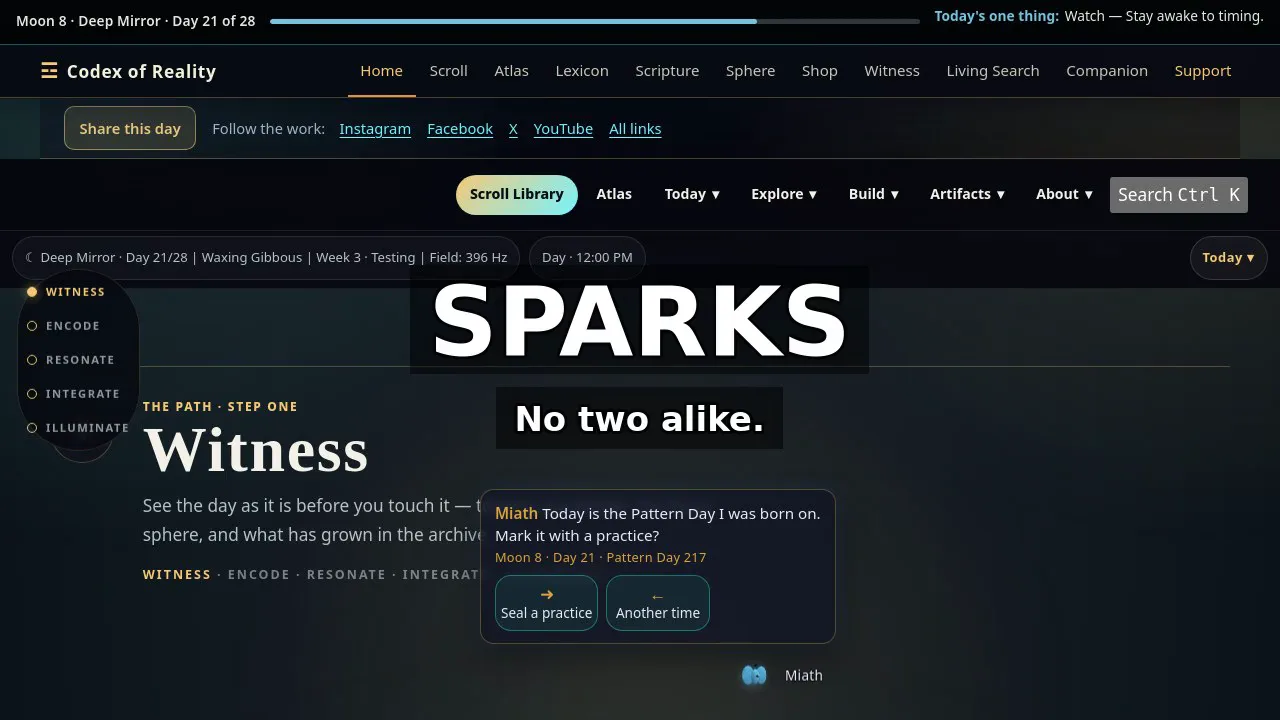 Moon 8 · Deep Mirror · Day 21 of 28
Today's one thing: Watch — Stay awake to timing.
Codex of Reality
Home Scroll Atlas Lexicon Scripture Sphere Shop Witness Living Search Companion Support
Share this day Follow the work: Instagram Facebook X YouTube All links
Scroll Library Atlas Today ▾ Explore ▾ Build ▾ Artifacts ▾ About ▾ Search Ctrl K
☾ Deep Mirror · Day 21/28 | Waxing Gibbous | Week 3 · Testing | Field: 396 Hz
Day · 12:00 PM
Today ▾
WITNESS
ENCODE
RESONATE
INTEGRATE
ILLUMINATE
SPARKS
No two alike.
THE PATH · STEP ONE
Witness
See the day as it is before you touch it —
sphere, and what has grown in the archive
WITNESS · ENCODE · RESONATE · INTEGRAT
Miath Today is the Pattern Day I was born on.
Mark it with a practice?
Moon 8 · Day 21 · Pattern Day 217
➜
Seal a practice
←
Another time
Miath